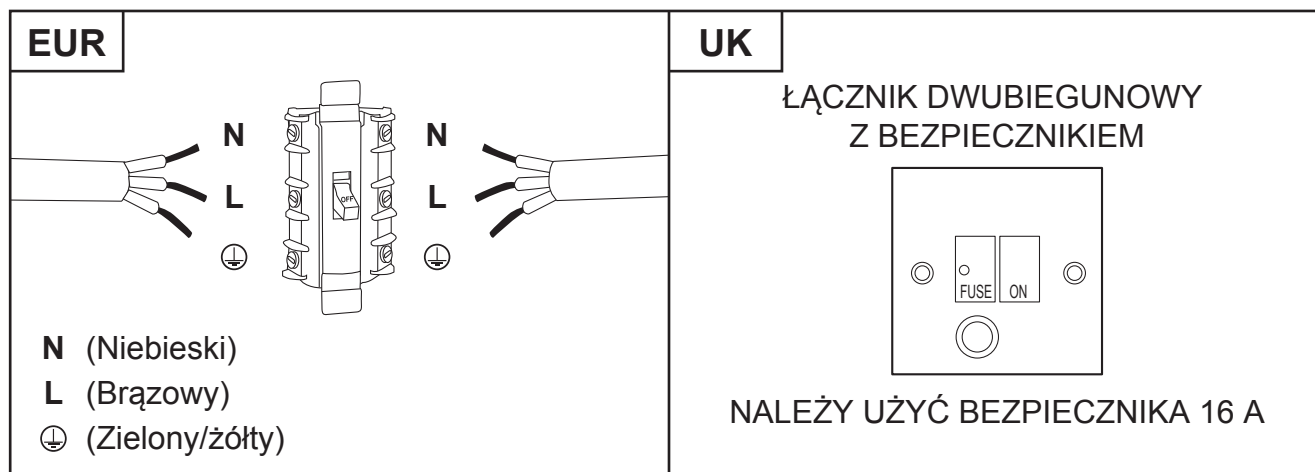 EUR
N
L
OFF
N
L
N (Niebieski)
L (Brązowy)
(Zielony/żółty)
UK
ŁĄCZNIK DWUBIEGUNOWY
Z BEZPIECZNIKIEM
FUSE ON
NALEŻY UŻYĆ BEZPIECZNIKA 16 A